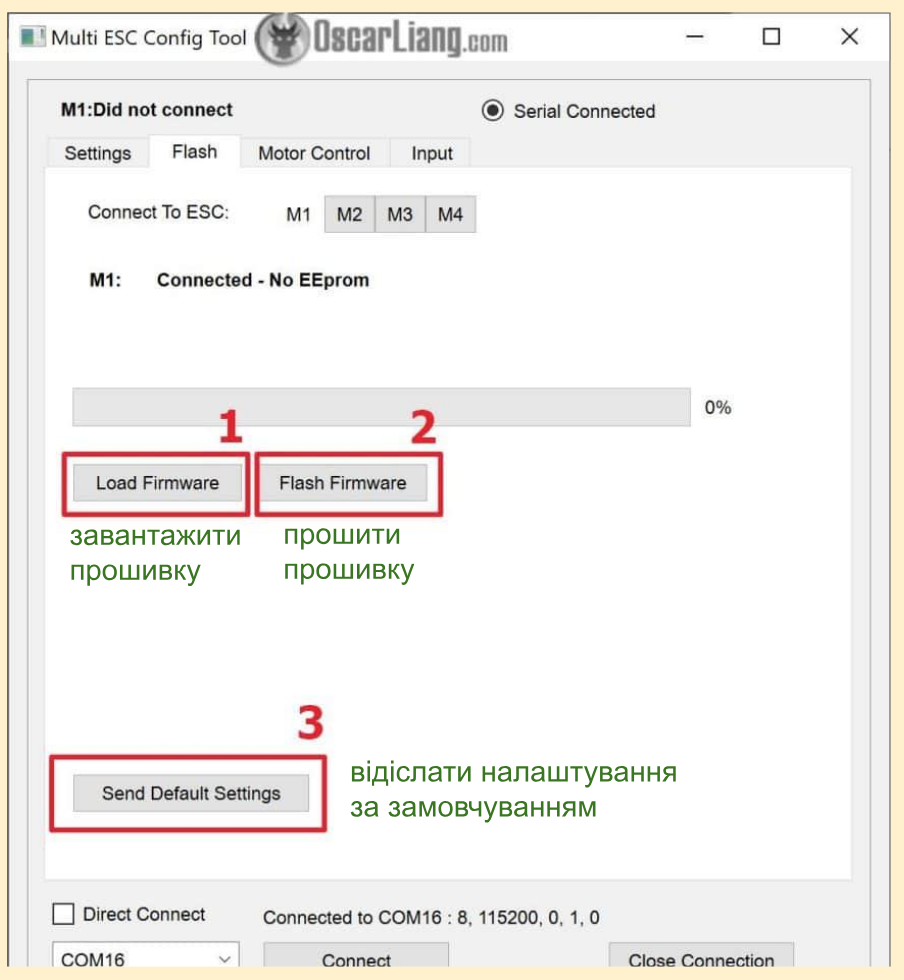 Multi ESC Config Tool OscarLiang.com
M1:Did not connect Serial Connected
Settings Flash Motor Control Input
Connect To ESC: M1 M2 M3 M4
M1: Connected - No EEprom
0%
1 2
Load Firmware Flash Firmware
завантажити прошити
прошивку прошивку
3
Send Default Settings
відіслати налаштування
за замовчуванням
Direct Connect Connected to COM16 : 8, 115200, 0, 1, 0
COM16 Connect Close Connection